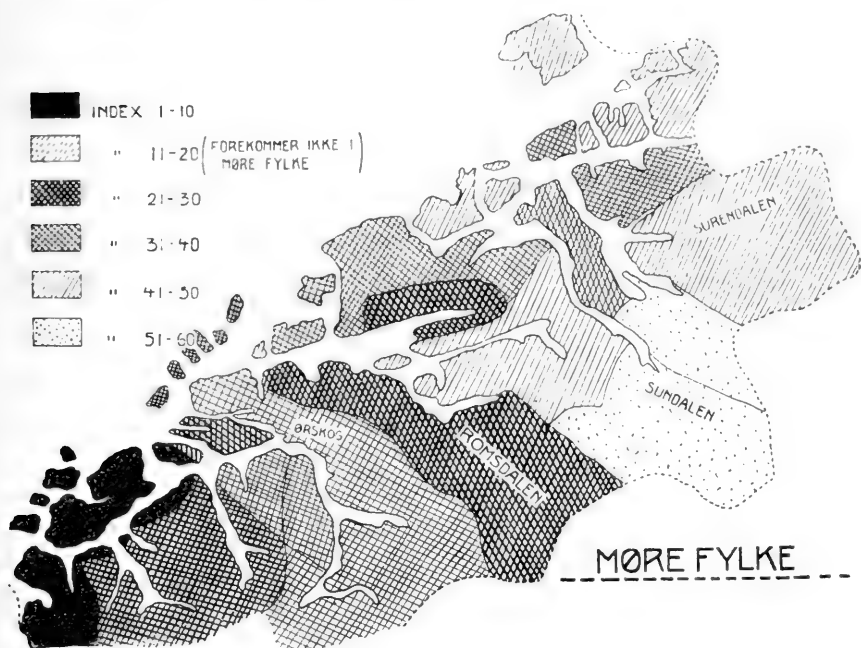 INDEX 1-10
" 11-20 (FOREKOMMER IKKE I
MØRE FYLKE)
" 21-30
" 31-40
" 41-50
" 51-60
SURENDALEN
SUNDALEN
ØRSKOG
ROMSDALEN
MØRE FYLKE